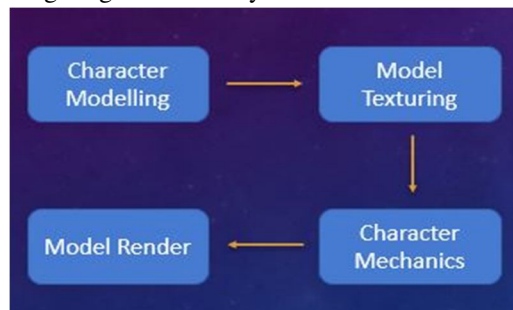 Character
Modelling
Model
Texturing
Character
Mechanics
Model Render